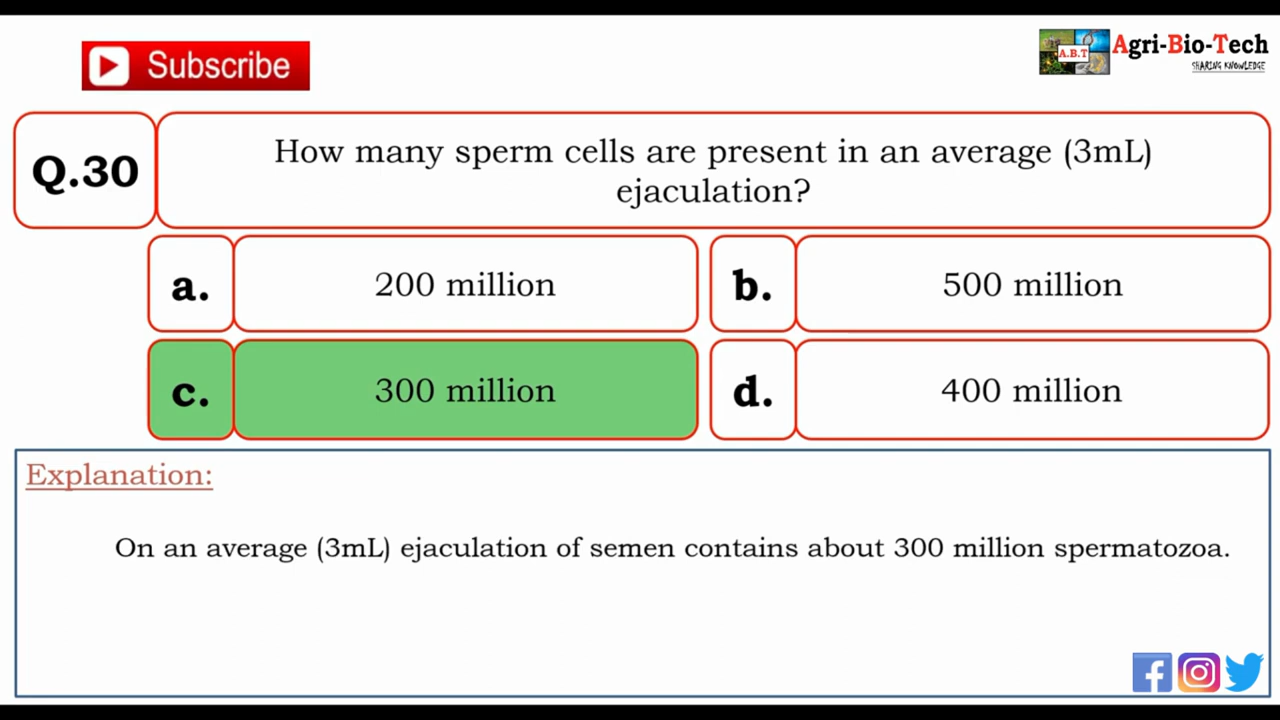 Subscribe
A.B.T
Agri-Bio-Tech
SHARING KNOWLEDGE
Q.30
How many sperm cells are present in an average (3mL)
ejaculation?
a.
200 million
b.
500 million
c.
300 million
d.
400 million
Explanation:
On an average (3mL) ejaculation of semen contains about 300 million spermatozoa.